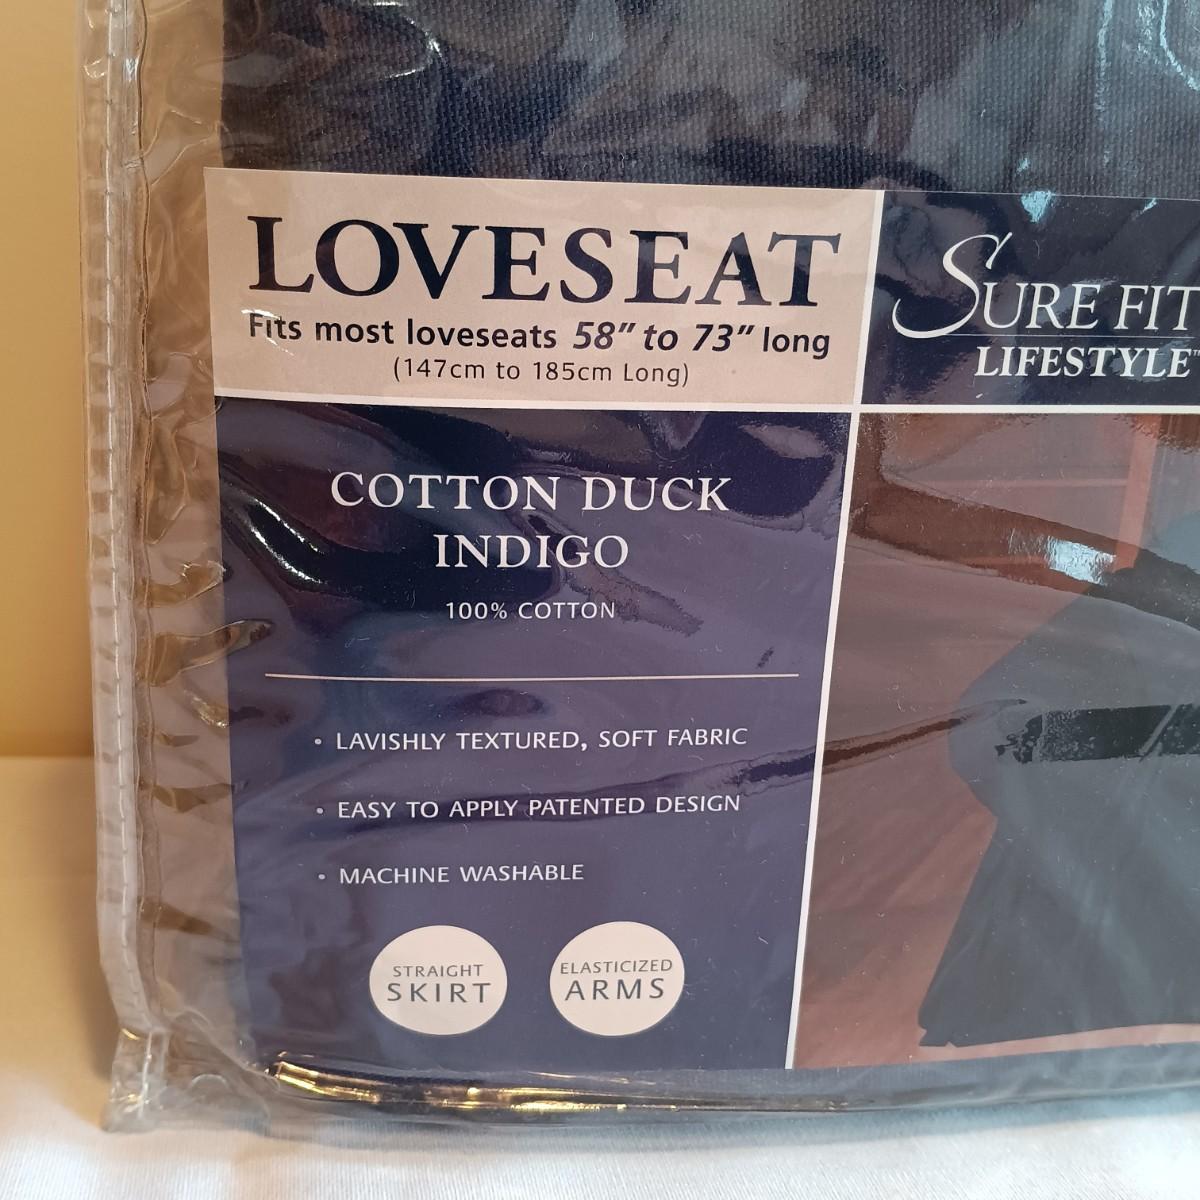 LOVESEAT
Fits most loveseats 58" to 73" long
(147cm to 185cm Long)
SURE FIT
LIFESTYLE™
COTTON DUCK
INDIGO
100% COTTON
• LAVISHLY TEXTURED, SOFT FABRIC
• EASY TO APPLY PATENTED DESIGN
• MACHINE WASHABLE
STRAIGHT
SKIRT
ELASTICIZED
ARMS